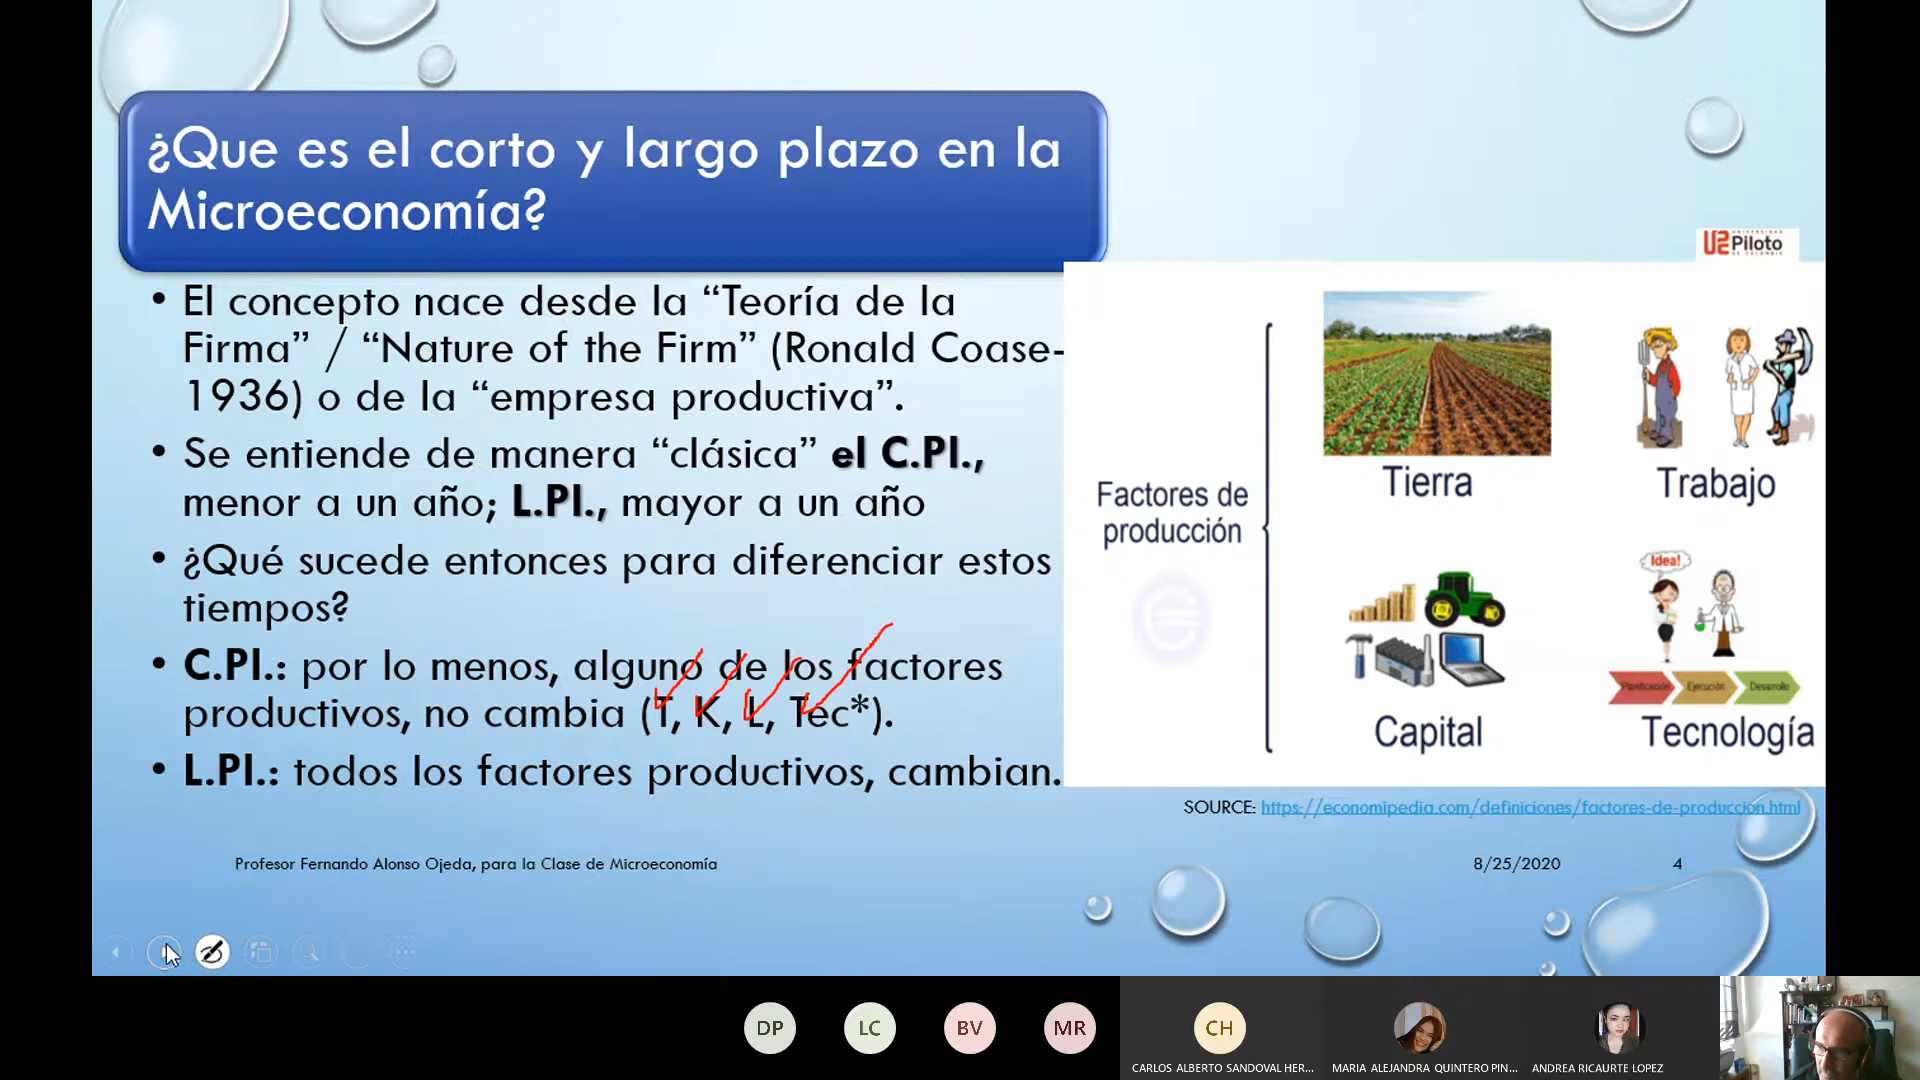 ¿Que es el corto y largo plazo en la
Microeconomía?
UNIVERSIDAD
Piloto
DE COLOMBIA
• El concepto nace desde la “Teoría de la
Firma” / “Nature of the Firm” (Ronald Coase-
1936) o de la “empresa productiva”.
• Se entiende de manera “clásica” el C.Pl.,
menor a un año; L.Pl., mayor a un año
• ¿Qué sucede entonces para diferenciar estos
tiempos?
• C.Pl.: por lo menos, alguno de los factores
productivos, no cambia (T, K, L, Tec*).
• L.Pl.: todos los factores productivos, cambian.
Factores de
producción
Tierra
Trabajo
Capital
Idea!
Planificación
Ejecución
Desarrollo
Tecnología
SOURCE: https://economipedia.com/definiciones/factores-de-produccion.html
Profesor Fernando Alonso Ojeda, para la Clase de Microeconomía
8/25/2020
4
DP
LC
BV
MR
CH
CARLOS ALBERTO SANDOVAL HER...
MARIA ALEJANDRA QUINTERO PIN...
ANDREA RICAURTE LOPEZ